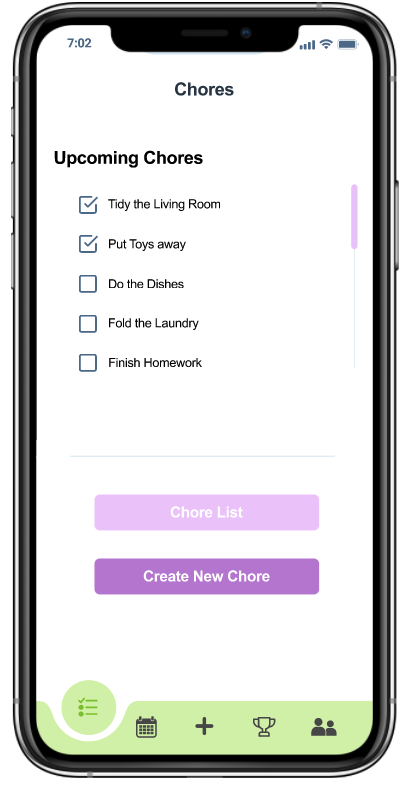 7:02
Chores
Upcoming Chores
Tidy the Living Room
Put Toys away
Do the Dishes
Fold the Laundry
Finish Homework
Chore List
Create New Chore